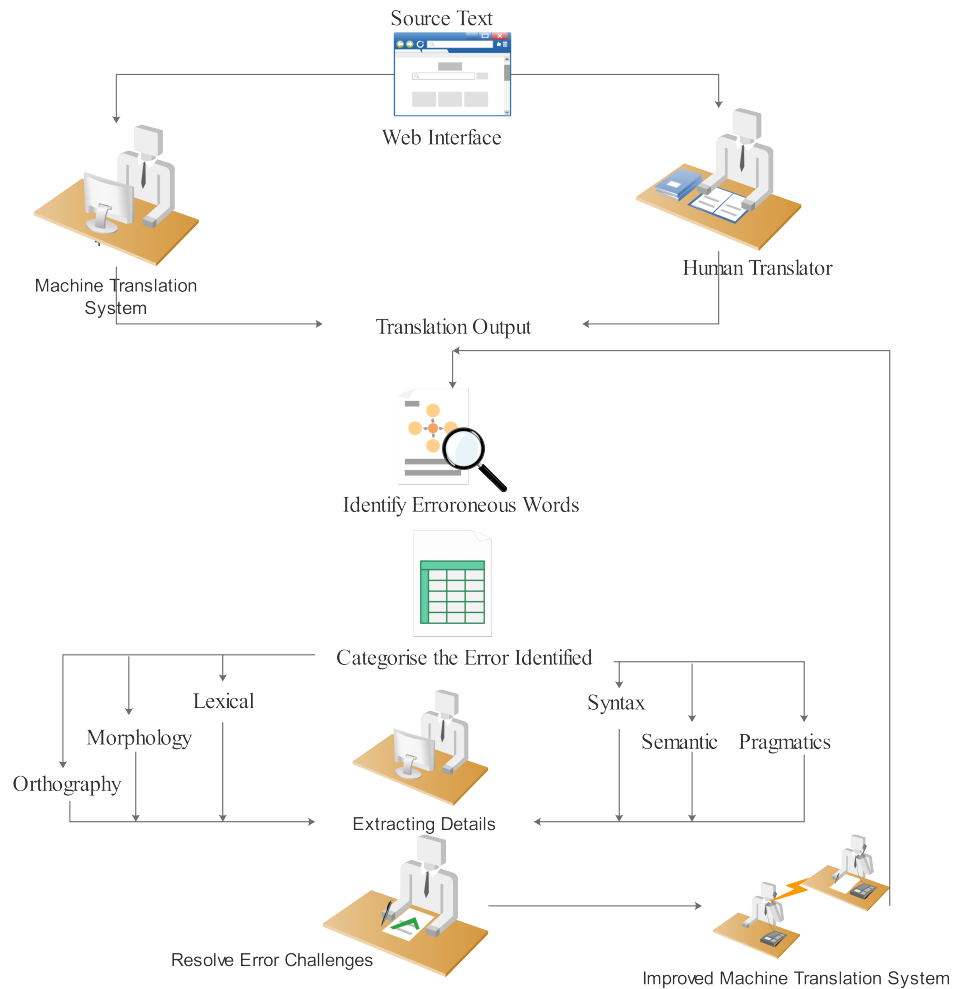 Source Text
Web Interface
Machine Translation
System
Human Translator
Translation Output
Identify Erroroneous Words
Categorise the Error Identified
Lexical
Morphology
Orthography
Syntax
Semantic
Pragmatics
Extracting Details
Resolve Error Challenges
Improved Machine Translation System